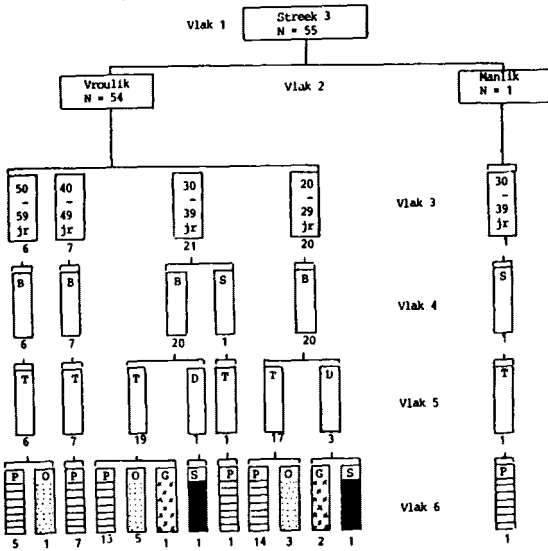 Vlak 1
Streek 3
N = 55
Vroulik
N = 54
Vlak 2
Manlik
N = 1
50 – 59 jr
40 – 49 jr
30 – 39 jr
20 – 29 jr
Vlak 3
30 – 39 jr
6 7 21 20 1
B B B S B Vlak 4 S
6 7 20 1 20 1
T T T D T T D Vlak 5 T
6 7 19 1 1 17 3 1
P O P P O G S P P O G S Vlak 6 P
5 1 7 13 5 1 1 1 14 3 2 1 1